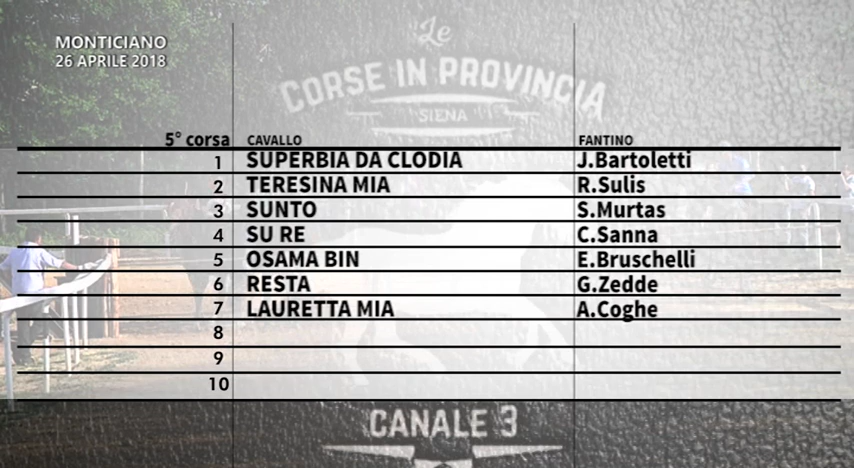 MONTICIANO
26 APRILE 2018
Le
CORSE IN PROVINCIA
SIENA
5° corsa CAVALLO FANTINO
1 SUPERBIA DA CLODIA J.Bartoletti
2 TERESINA MIA R.Sulis
3 SUNTO S.Murtas
4 SU RE C.Sanna
5 OSAMA BIN E.Bruschelli
6 RESTA G.Zedde
7 LAURETTA MIA A.Coghe
8
9
10
CANALE 3